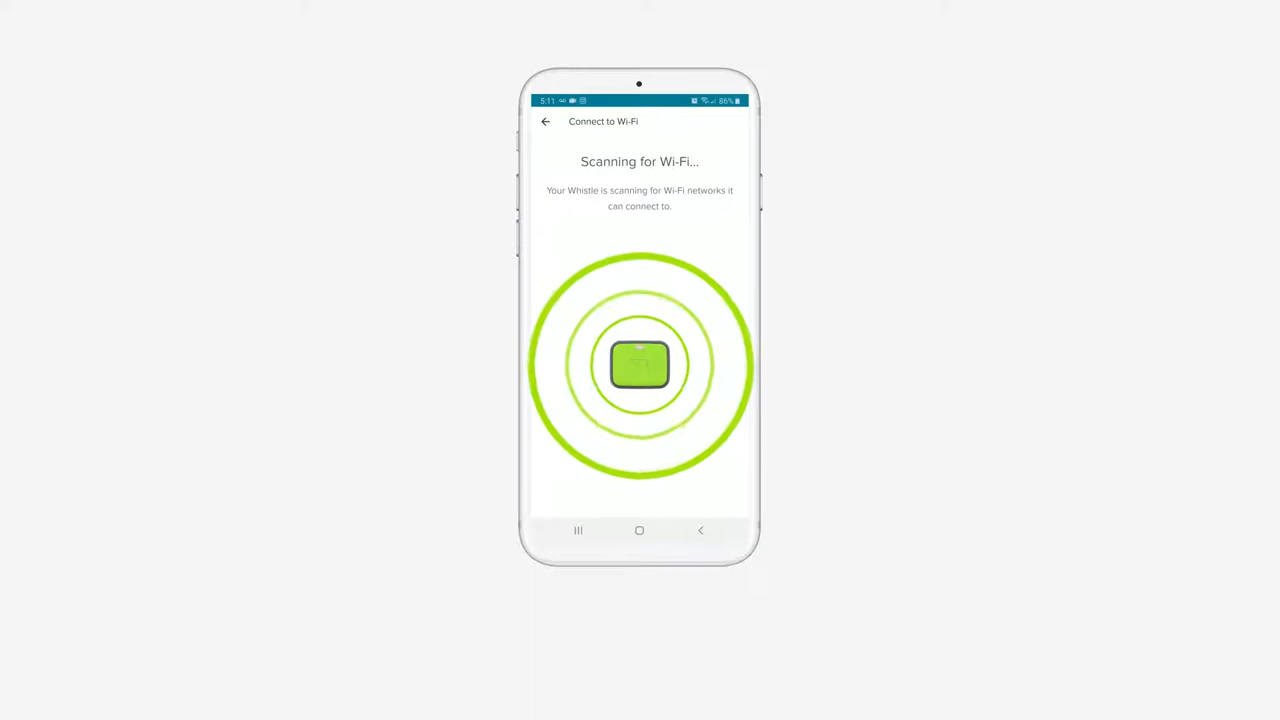 5:11 86%
Connect to Wi-Fi
Scanning for Wi-Fi...
Your Whistle is scanning for Wi-Fi networks it
can connect to.